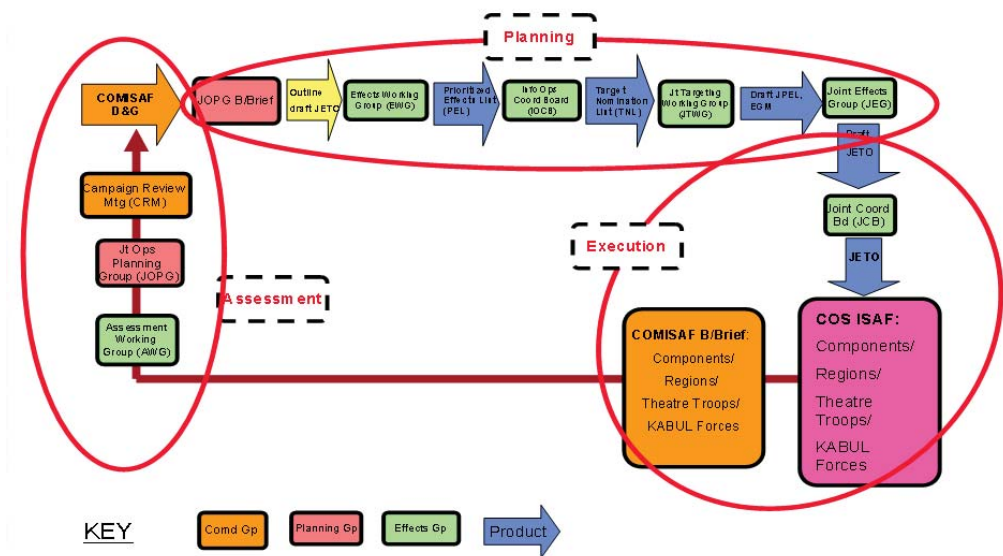 Planning
COMISAF
D&G
JOPG B/Brief
Outline
draft JETO
Effects Working
Group (EWG)
Prioritized
Effects List
(PEL)
Info Ops
Coord Board
(IOCB)
Target
Nomination
List (TNL)
Jt Targeting
Working Group
(JTWG)
Draft JPEL,
EGM
Joint Effects
Group (JEG)
Draft
JETO
Campaign Review
Mtg (CRM)
Joint Coord
Bd (JCB)
Jt Ops
Planning
Group (JOPG)
Execution
JETO
Assessment
Assessment
Working
Group (AWG)
COMISAF B/Brief:
Components/
Regions/
Theatre Troops/
KABUL Forces
COS ISAF:
Components/
Regions/
Theatre
Troops/
KABUL
Forces
KEY
Comd Gp
Planning Gp
Effects Gp
Product